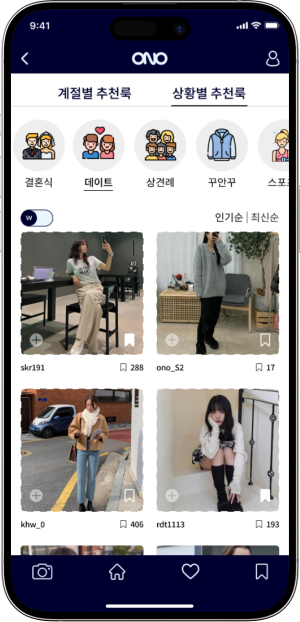 9:41
ONO
계절별 추천룩 상황별 추천룩
결혼식 데이트 상견례 꾸안꾸 스포
W 인기순 | 최신순
skr191 288 ono_S2 17
khw_0 406 rdt1113 193